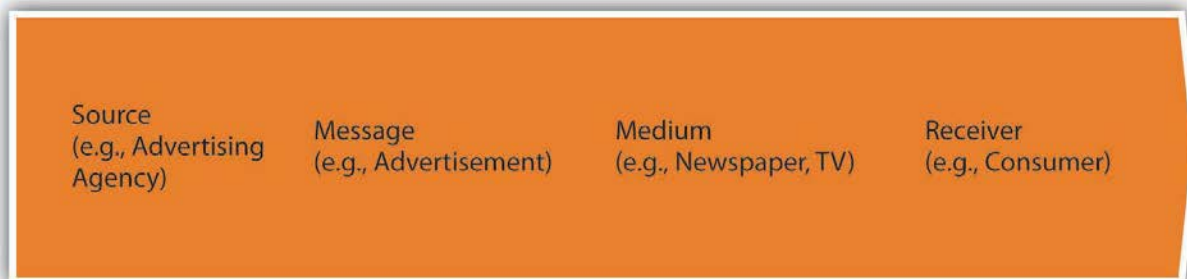 Source
(e.g., Advertising
Agency)
Message
(e.g., Advertisement)
Medium
(e.g., Newspaper, TV)
Receiver
(e.g., Consumer)